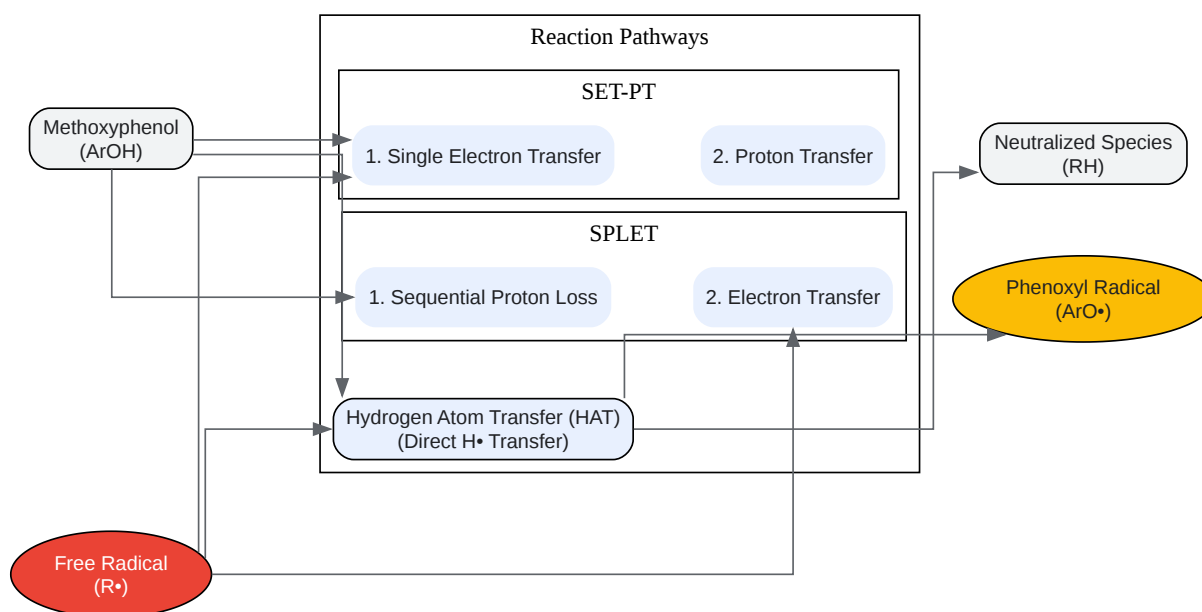 Reaction Pathways
SET-PT
Methoxyphenol
(ArOH)
1. Single Electron Transfer
2. Proton Transfer
Neutralized Species
(RH)
SPLET
1. Sequential Proton Loss
2. Electron Transfer
Phenoxyl Radical
(ArO•)
Hydrogen Atom Transfer (HAT)
(Direct H• Transfer)
Free Radical
(R•)